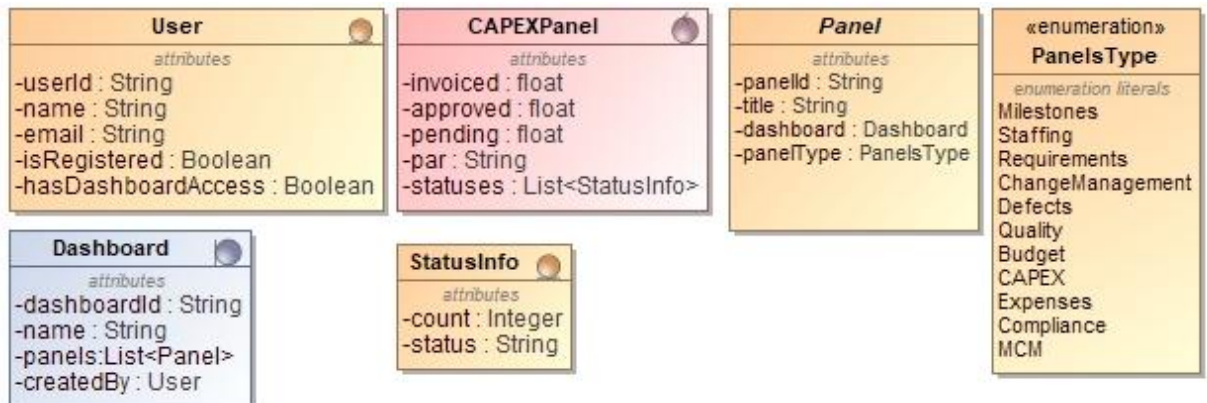 User
attributes
-userId : String
-name : String
-email : String
-isRegistered : Boolean
-hasDashboardAccess : Boolean
CAPEXPanel
attributes
-invoiced : float
-approved : float
-pending : float
-par : String
-statuses : List<StatusInfo>
Panel
attributes
-panelId : String
-title : String
-dashboard : Dashboard
-panelType : PanelsType
«enumeration»
PanelsType
enumeration literals
Milestones
Staffing
Requirements
ChangeManagement
Defects
Quality
Budget
CAPEX
Expenses
Compliance
MCM
Dashboard
attributes
-dashboardId : String
-name : String
-panels:List<Panel>
-createdBy : User
StatusInfo
attributes
-count : Integer
-status : String